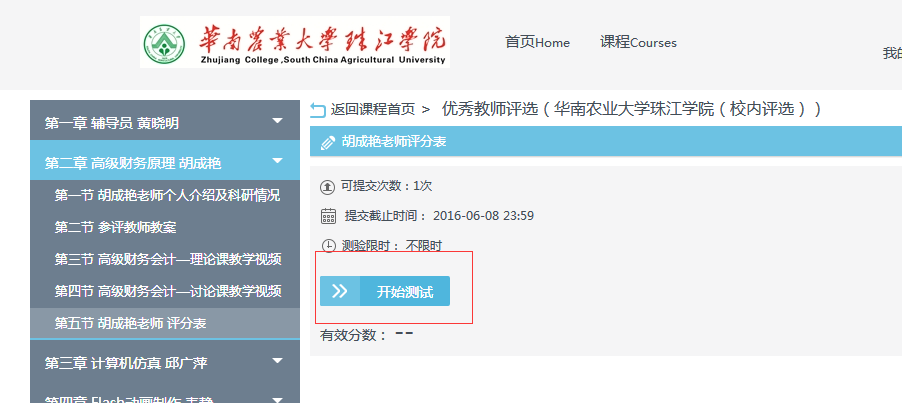 華南農業大學珠江學院
Zhujiang College,South China Agricultural University
首页Home
课程Courses
我的
第一章 辅导员 黄晓明
第二章 高级财务原理 胡成艳
第一节 胡成艳老师个人介绍及科研情况
第二节 参评教师教案
第三节 高级财务会计—理论课教学视频
第四节 高级财务会计—讨论课教学视频
第五节 胡成艳老师 评分表
第三章 计算机仿真 邱广萍
第四章 Flash动画制作 韦静
返回课程首页 > 优秀教师评选（华南农业大学珠江学院（校内评选））
胡成艳老师评分表
可提交次数：1次
提交截止时间： 2016-06-08 23:59
测验限时： 不限时
开始测试
有效分数： --